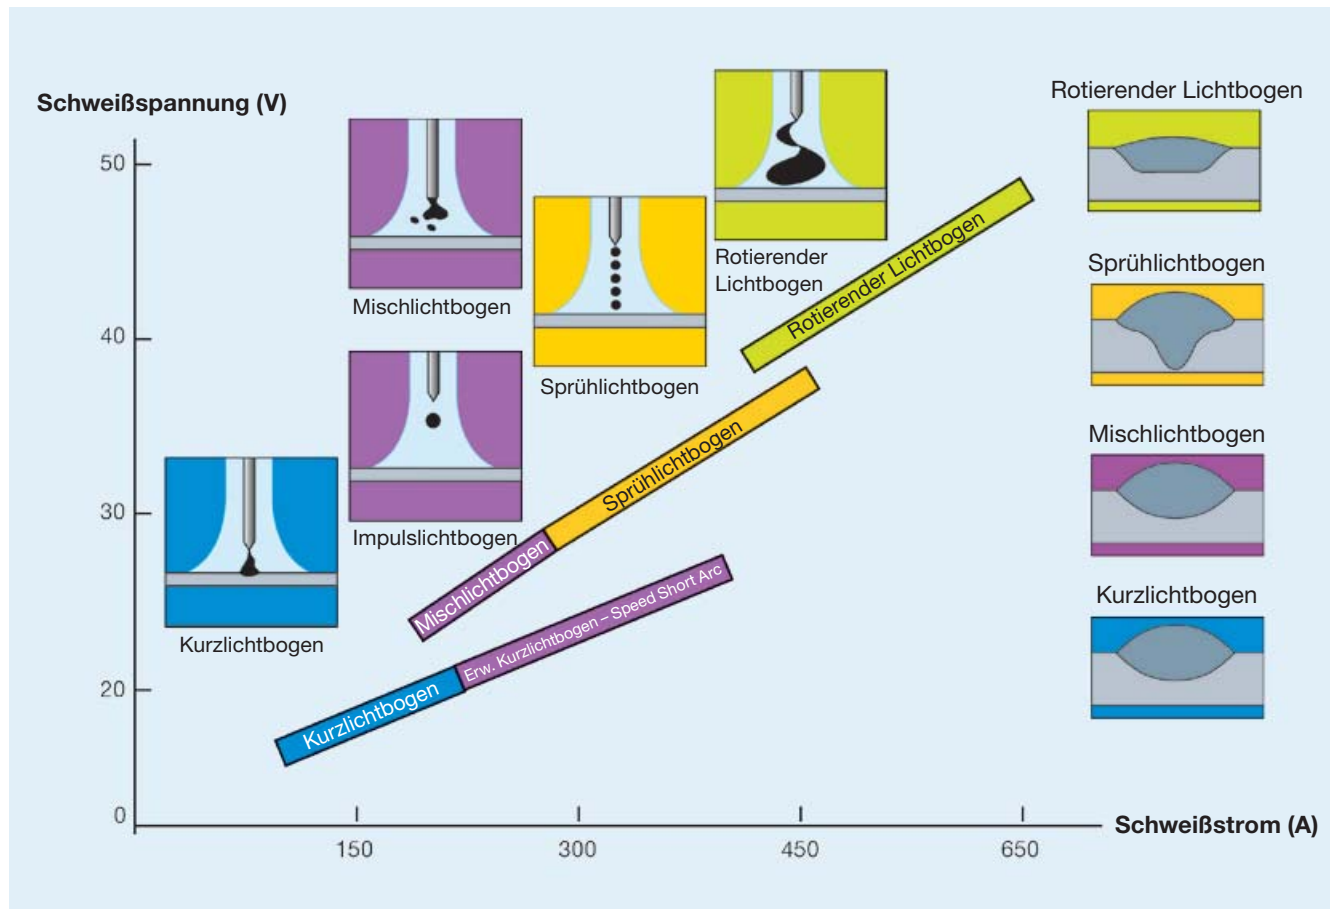 Schweißspannung (V)
50
40
30
20
0
150
300
450
650
Schweißstrom (A)
Mischlichtbogen
Impulslichtbogen
Kurzlichtbogen
Sprühlichtbogen
Rotierender
Lichtbogen
Rotierender Lichtbogen
Sprühlichtbogen
Mischlichtbogen
Erw. Kurzlichtbogen – Speed Short Arc
Kurzlichtbogen
Rotierender Lichtbogen
Sprühlichtbogen
Mischlichtbogen
Kurzlichtbogen